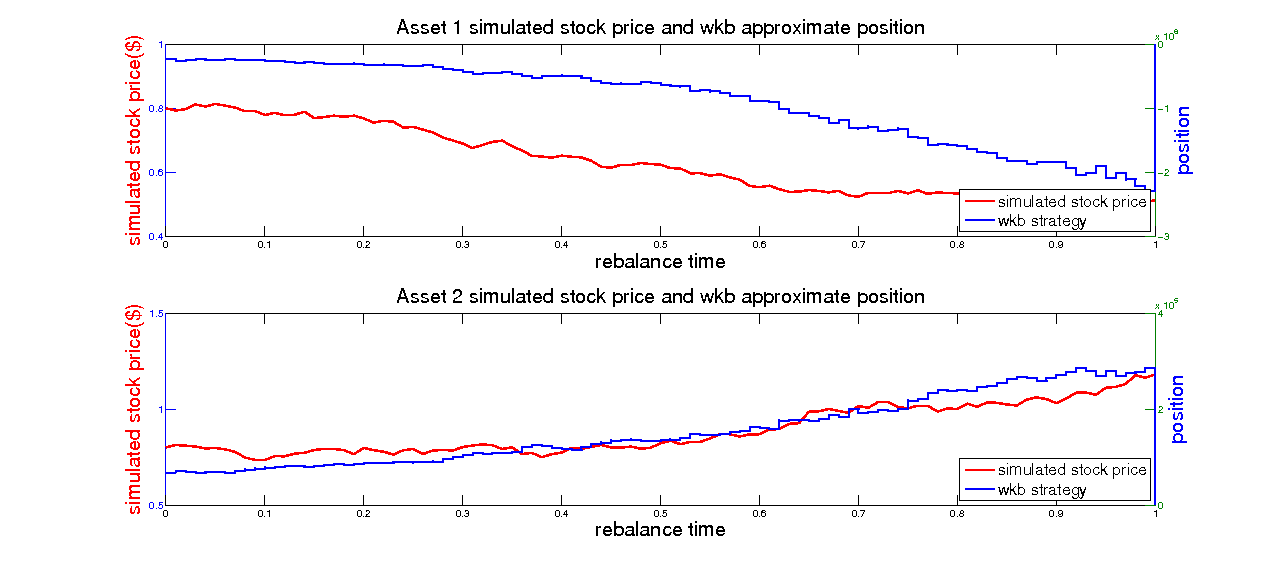 Asset 1 simulated stock price and wkb approximate position
simulated stock price($)
1
0.8
0.6
0.4
0
-1
-2
-3
position
simulated stock price
wkb strategy
0 0.1 0.2 0.3 0.4 0.5 0.6 0.7 0.8 0.9 1
rebalance time
Asset 2 simulated stock price and wkb approximate position
simulated stock price($)
1.5
1
0.5
4
2
0
position
simulated stock price
wkb strategy
0 0.1 0.2 0.3 0.4 0.5 0.6 0.7 0.8 0.9 1
rebalance time